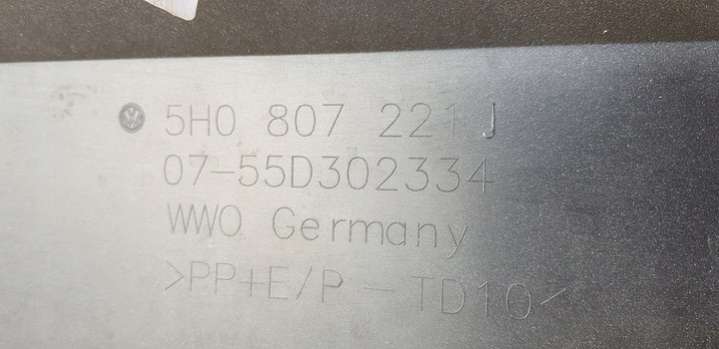 5H0 807 221 J
07-55D302334
WWO Germany
>PP+E/P-TD10<